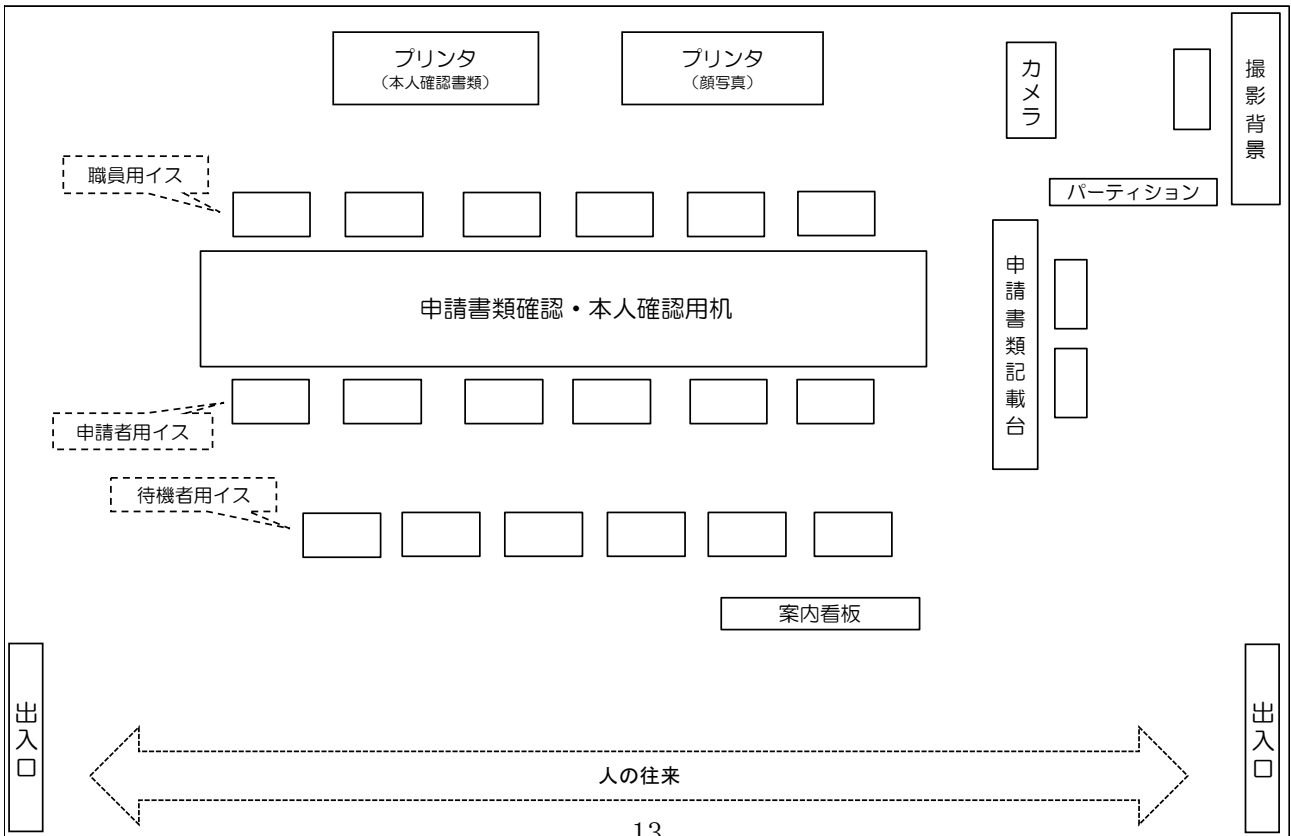 プリンタ
（本人確認書類）
プリンタ
（顔写真）
カメラ
撮影背景
職員用イス
パーティション
申請書類確認・本人確認用机
申請書類記載台
申請者用イス
待機者用イス
案内看板
出入口
出入口
人の往来
13